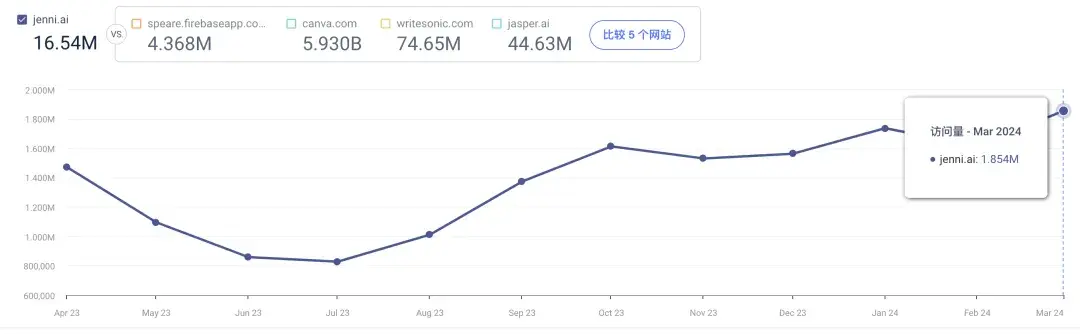 jenni.ai
16.54M
VS.
speare.firebaseapp.co...
4.368M
canva.com
5.930B
writesonic.com
74.65M
jasper.ai
44.63M
比较 5 个网站
2.000M
1.800M
1.600M
1.400M
1.200M
1.000M
800,000
600,000
访问量 - Mar 2024
jenni.ai: 1.854M
Apr 23
May 23
Jun 23
Jul 23
Aug 23
Sep 23
Oct 23
Nov 23
Dec 23
Jan 24
Feb 24
Mar 24